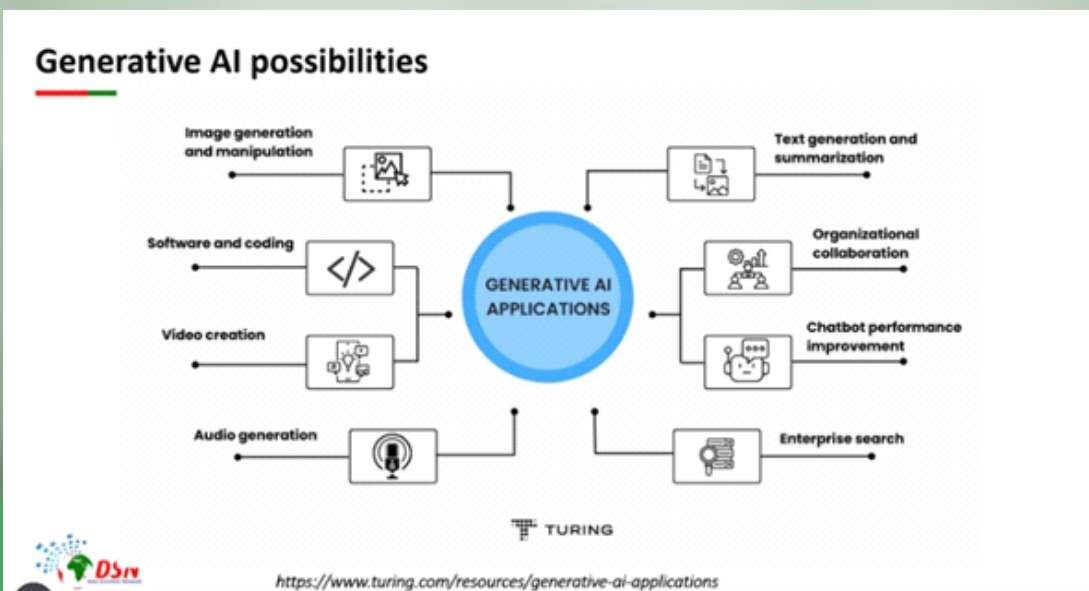 Generative AI possibilities
Image generation
and manipulation
Text generation and
summarization
Software and coding
</>
Organizational
collaboration
GENERATIVE AI
APPLICATIONS
Video creation
Chatbot performance
improvement
Audio generation
Enterprise search
TURING
DSN
https://www.turing.com/resources/generative-ai-applications